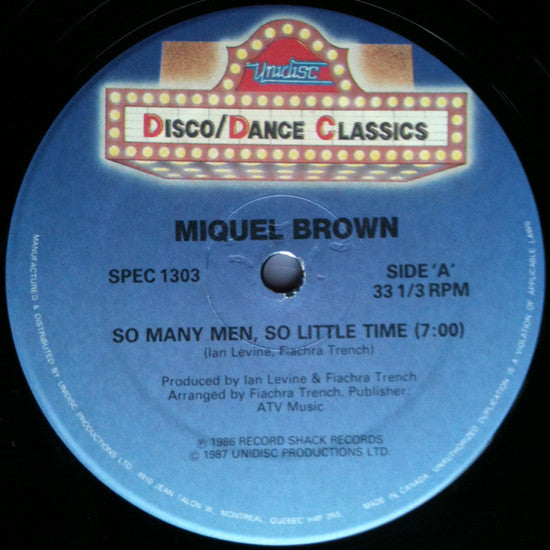 Unidisc
DISCO/DANCE CLASSICS
MIQUEL BROWN
SPEC 1303
SIDE 'A'
33 1/3 RPM
SO MANY MEN, SO LITTLE TIME (7:00)
(Ian Levine, Fiachra Trench)
Produced by Ian Levine & Fiachra Trench
Arranged by Fiachra Trench, Publisher:
ATV Music
℗ 1986 RECORD SHACK RECORDS
© 1987 UNIDISC PRODUCTIONS LTD.
MANUFACTURED & DISTRIBUTED BY UNIDISC PRODUCTIONS LTD. 4910 JEAN TALON W., MONTREAL, QUEBEC H4P
MADE IN CANADA. UNAUTHORIZED DUPLICATION IS A VIOLATION OF APPLICABLE LAWS